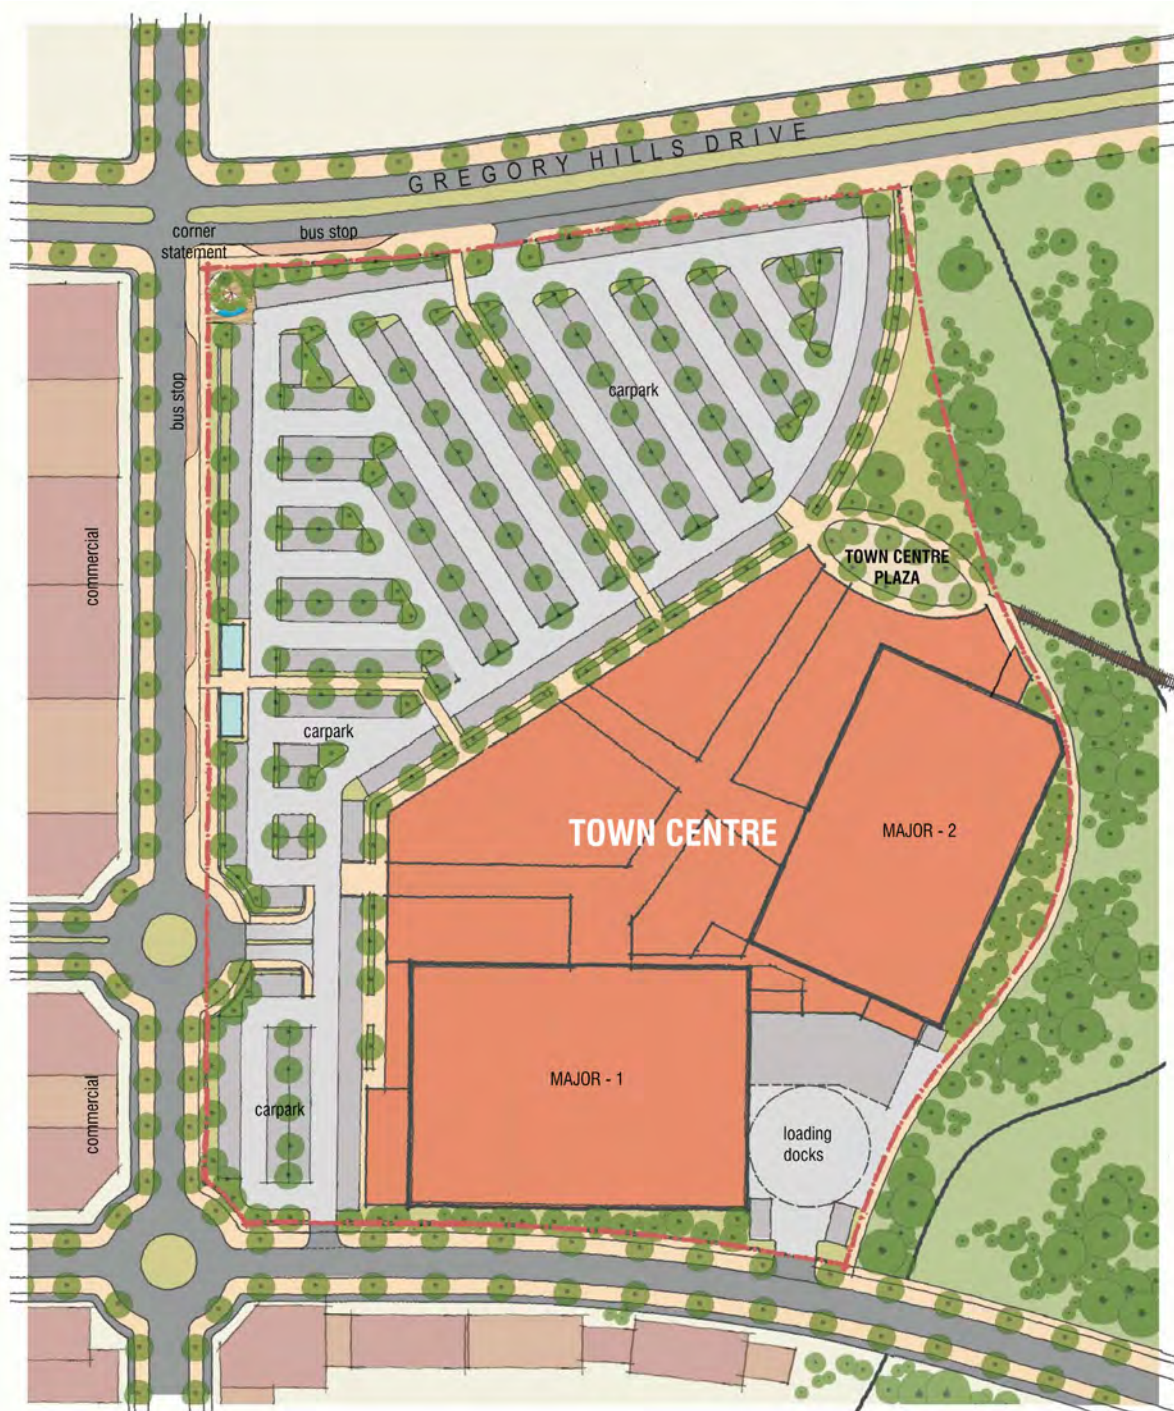 GREGORY HILLS DRIVE
corner
statement
bus stop
bus stop
carpark
commercial
TOWN CENTRE
PLAZA
carpark
TOWN CENTRE
MAJOR - 2
MAJOR - 1
commercial
carpark
loading
docks